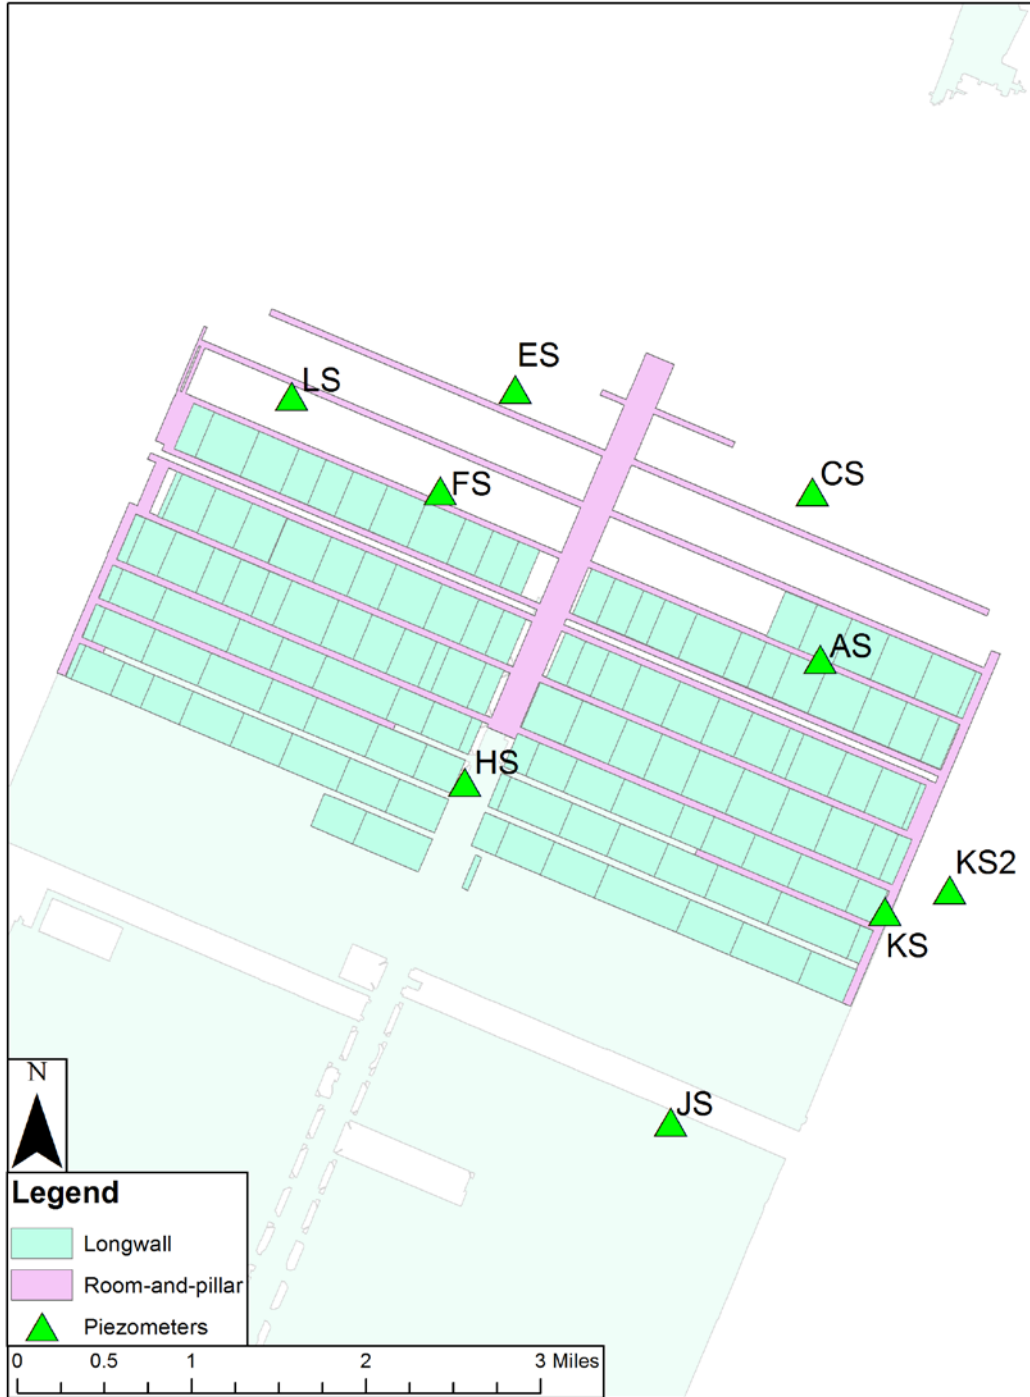 ES
LS
CS
FS
AS
HS
KS2
KS
JS
N
Legend
Longwall
Room-and-pillar
Piezometers
0 0.5 1 2 3 Miles